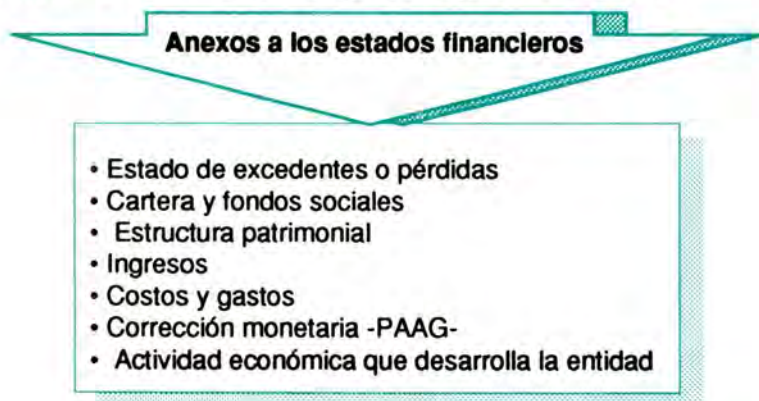 Anexos a los estados financieros
• Estado de excedentes o pérdidas
• Cartera y fondos sociales
• Estructura patrimonial
• Ingresos
• Costos y gastos
• Corrección monetaria -PAAG-
• Actividad económica que desarrolla la entidad